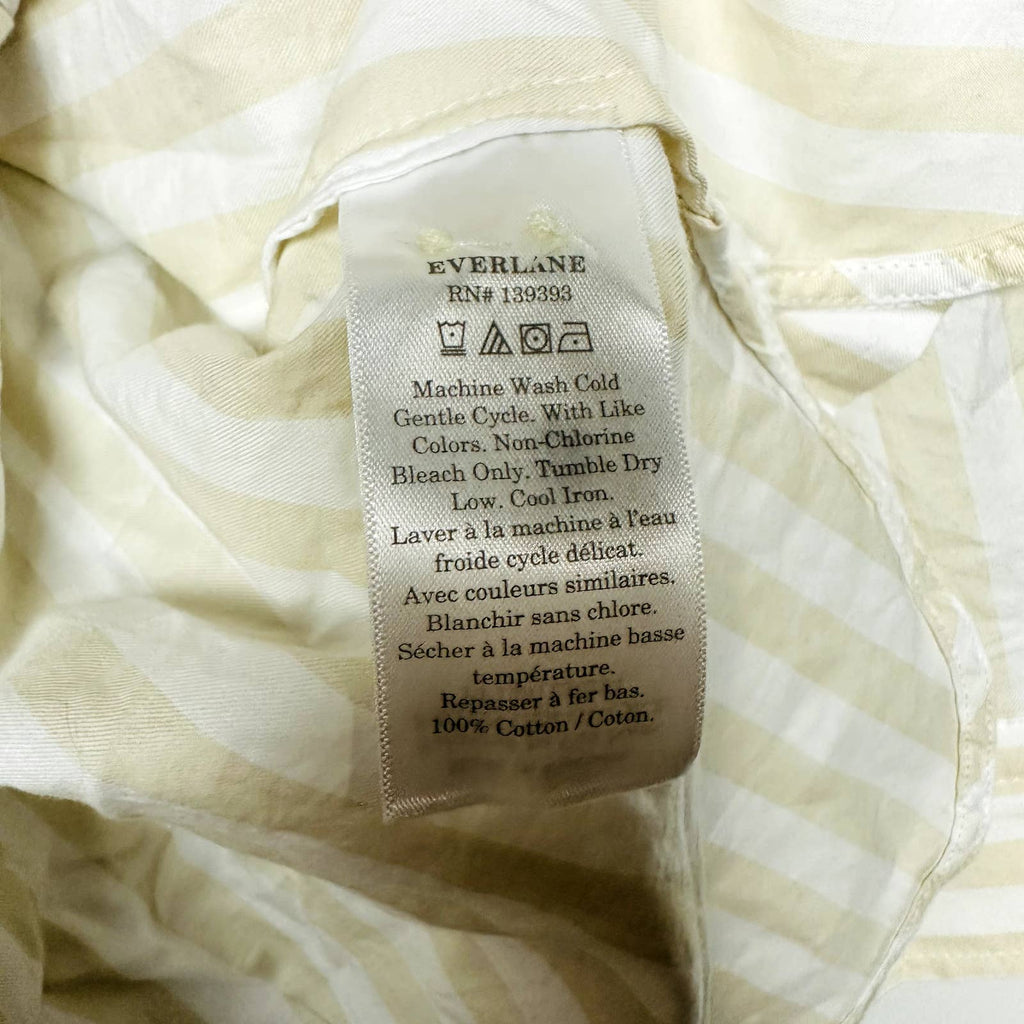 EVERLANE
RN# 139393
Machine Wash Cold
Gentle Cycle. With Like
Colors. Non-Chlorine
Bleach Only. Tumble Dry
Low. Cool Iron.
Laver à la machine à l'eau
froide cycle délicat.
Avec couleurs similaires.
Blanchir sans chlore.
Sécher à la machine basse
température.
Repasser à fer bas.
100% Cotton / Coton.